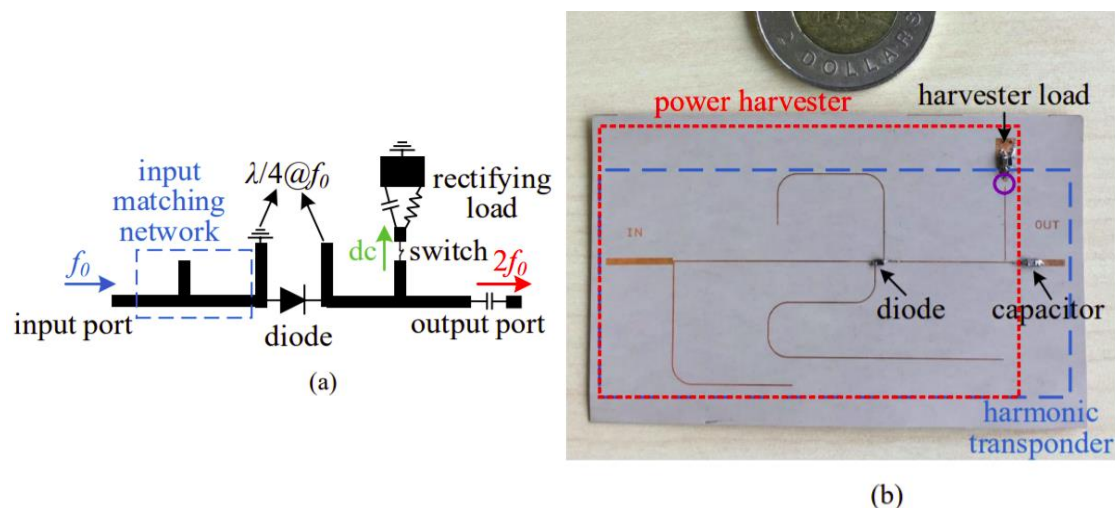 input
matching
network
λ/4@f₀
rectifying
load
dc
switch
f₀
2f₀
input port
diode
output port
(a)
2 DOLLARS
power harvester
harvester load
IN
OUT
diode
capacitor
harmonic
transponder
(b)